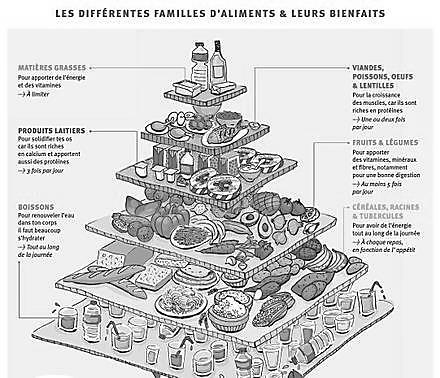 LES DIFFÉRENTES FAMILLES D'ALIMENTS & LEURS BIENFAITS
MATIÈRES GRASSES
Pour apporter de l'énergie
et des vitamines
→ À limiter
VIANDES,
POISSONS, OEUFS
& LENTILLES
Pour la croissance
des muscles, car ils sont
riches en protéines
→ Une ou deux fois
par jour
PRODUITS LAITIERS
Pour solidifier tes os
car ils sont riches
en calcium et apportent
aussi des protéines
→ 3 fois par jour
FRUITS & LÉGUMES
Pour apporter
des vitamines, minéraux
et fibres, notamment
pour une bonne digestion
→ Au moins 5 fois
par jour
BOISSONS
Pour renouveler l'eau
dans ton corps
il faut beaucoup
s'hydrater
→ Tout au long
de la journée
CÉRÉALES, RACINES
& TUBERCULES
Pour avoir de l'énergie
tout au long de la journée
→ À chaque repas,
en fonction de l'appétit